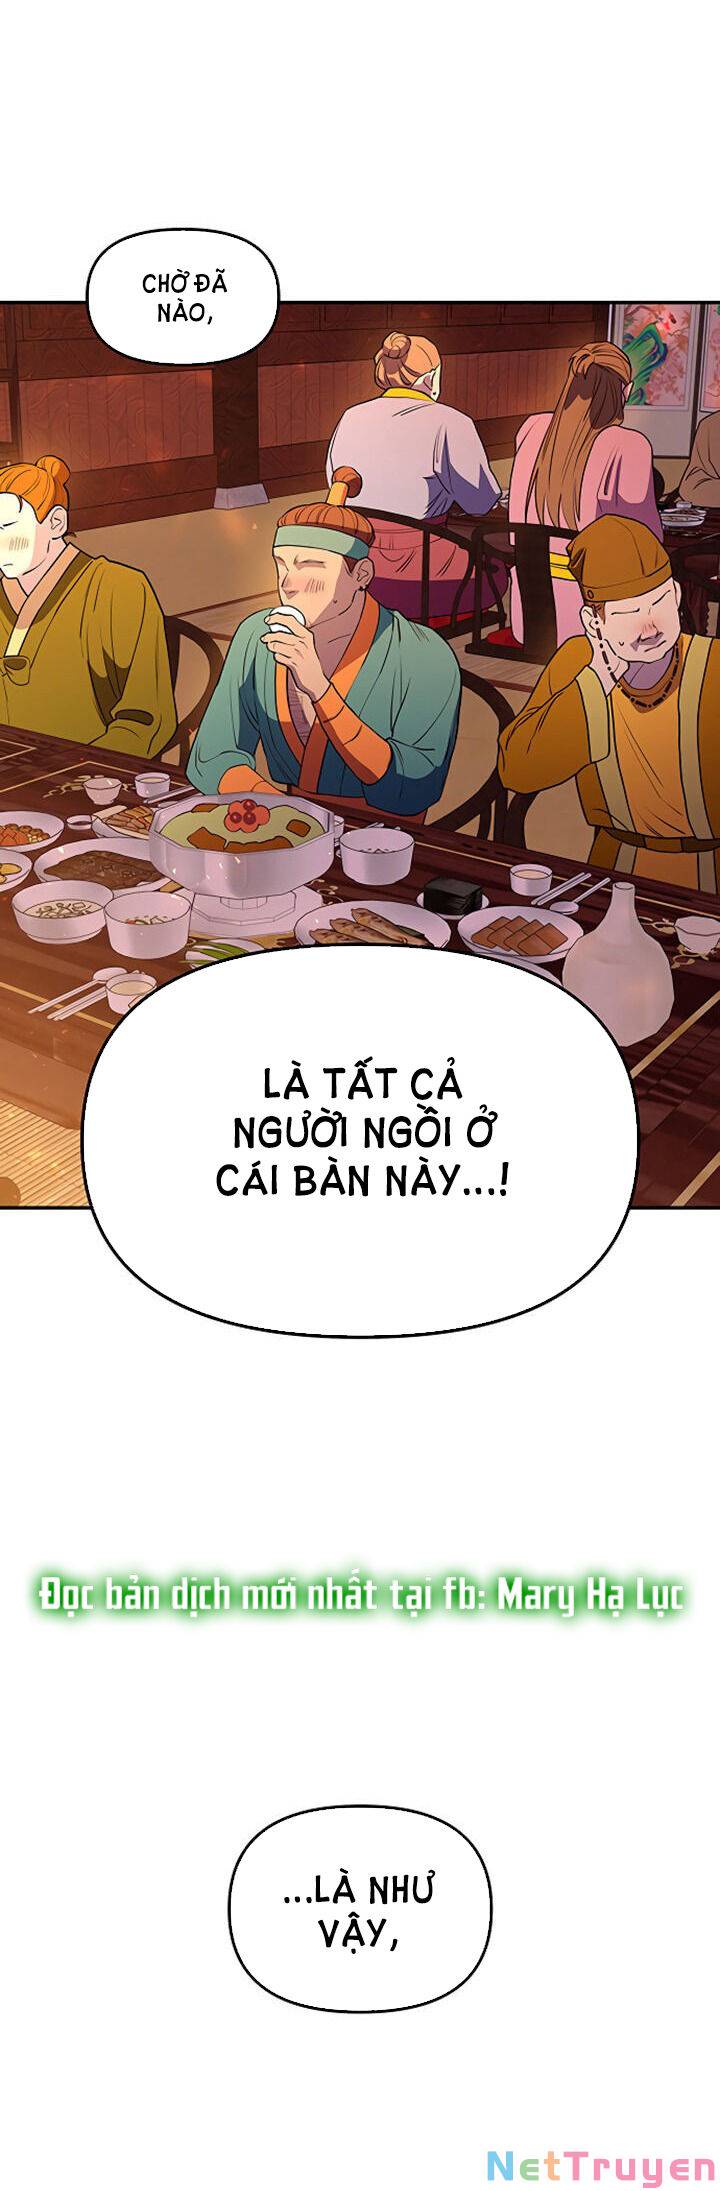 CHỜ ĐÃ
NÀO,
LÀ TẤT CẢ
NGƯỜI NGỒI Ở
CÁI BÀN NÀY...!
Đọc bản dịch mới nhất tại fb: Mary Hạ Lục
...LÀ NHƯ
VẬY,
NetTruyen